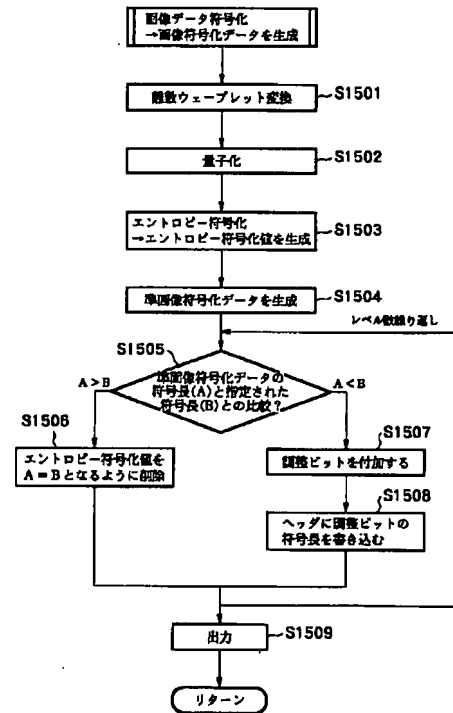 画像データ符号化
→画像符号化データを生成
離散ウェーブレット変換 S1501
量子化 S1502
エントロピー符号化
→エントロピー符号化値を生成 S1503
準画像符号化データを生成 S1504
レベル数繰り返し
S1505
準画像符号化データの
符号長(A)と指定された
符号長(B)との比較?
A>B
A<B
S1506
エントロピー符号化値を
A=Bとなるように削除
S1507
調整ビットを付加する
S1508
ヘッダに調整ビットの
符号長を書き込む
出力 S1509
リターン